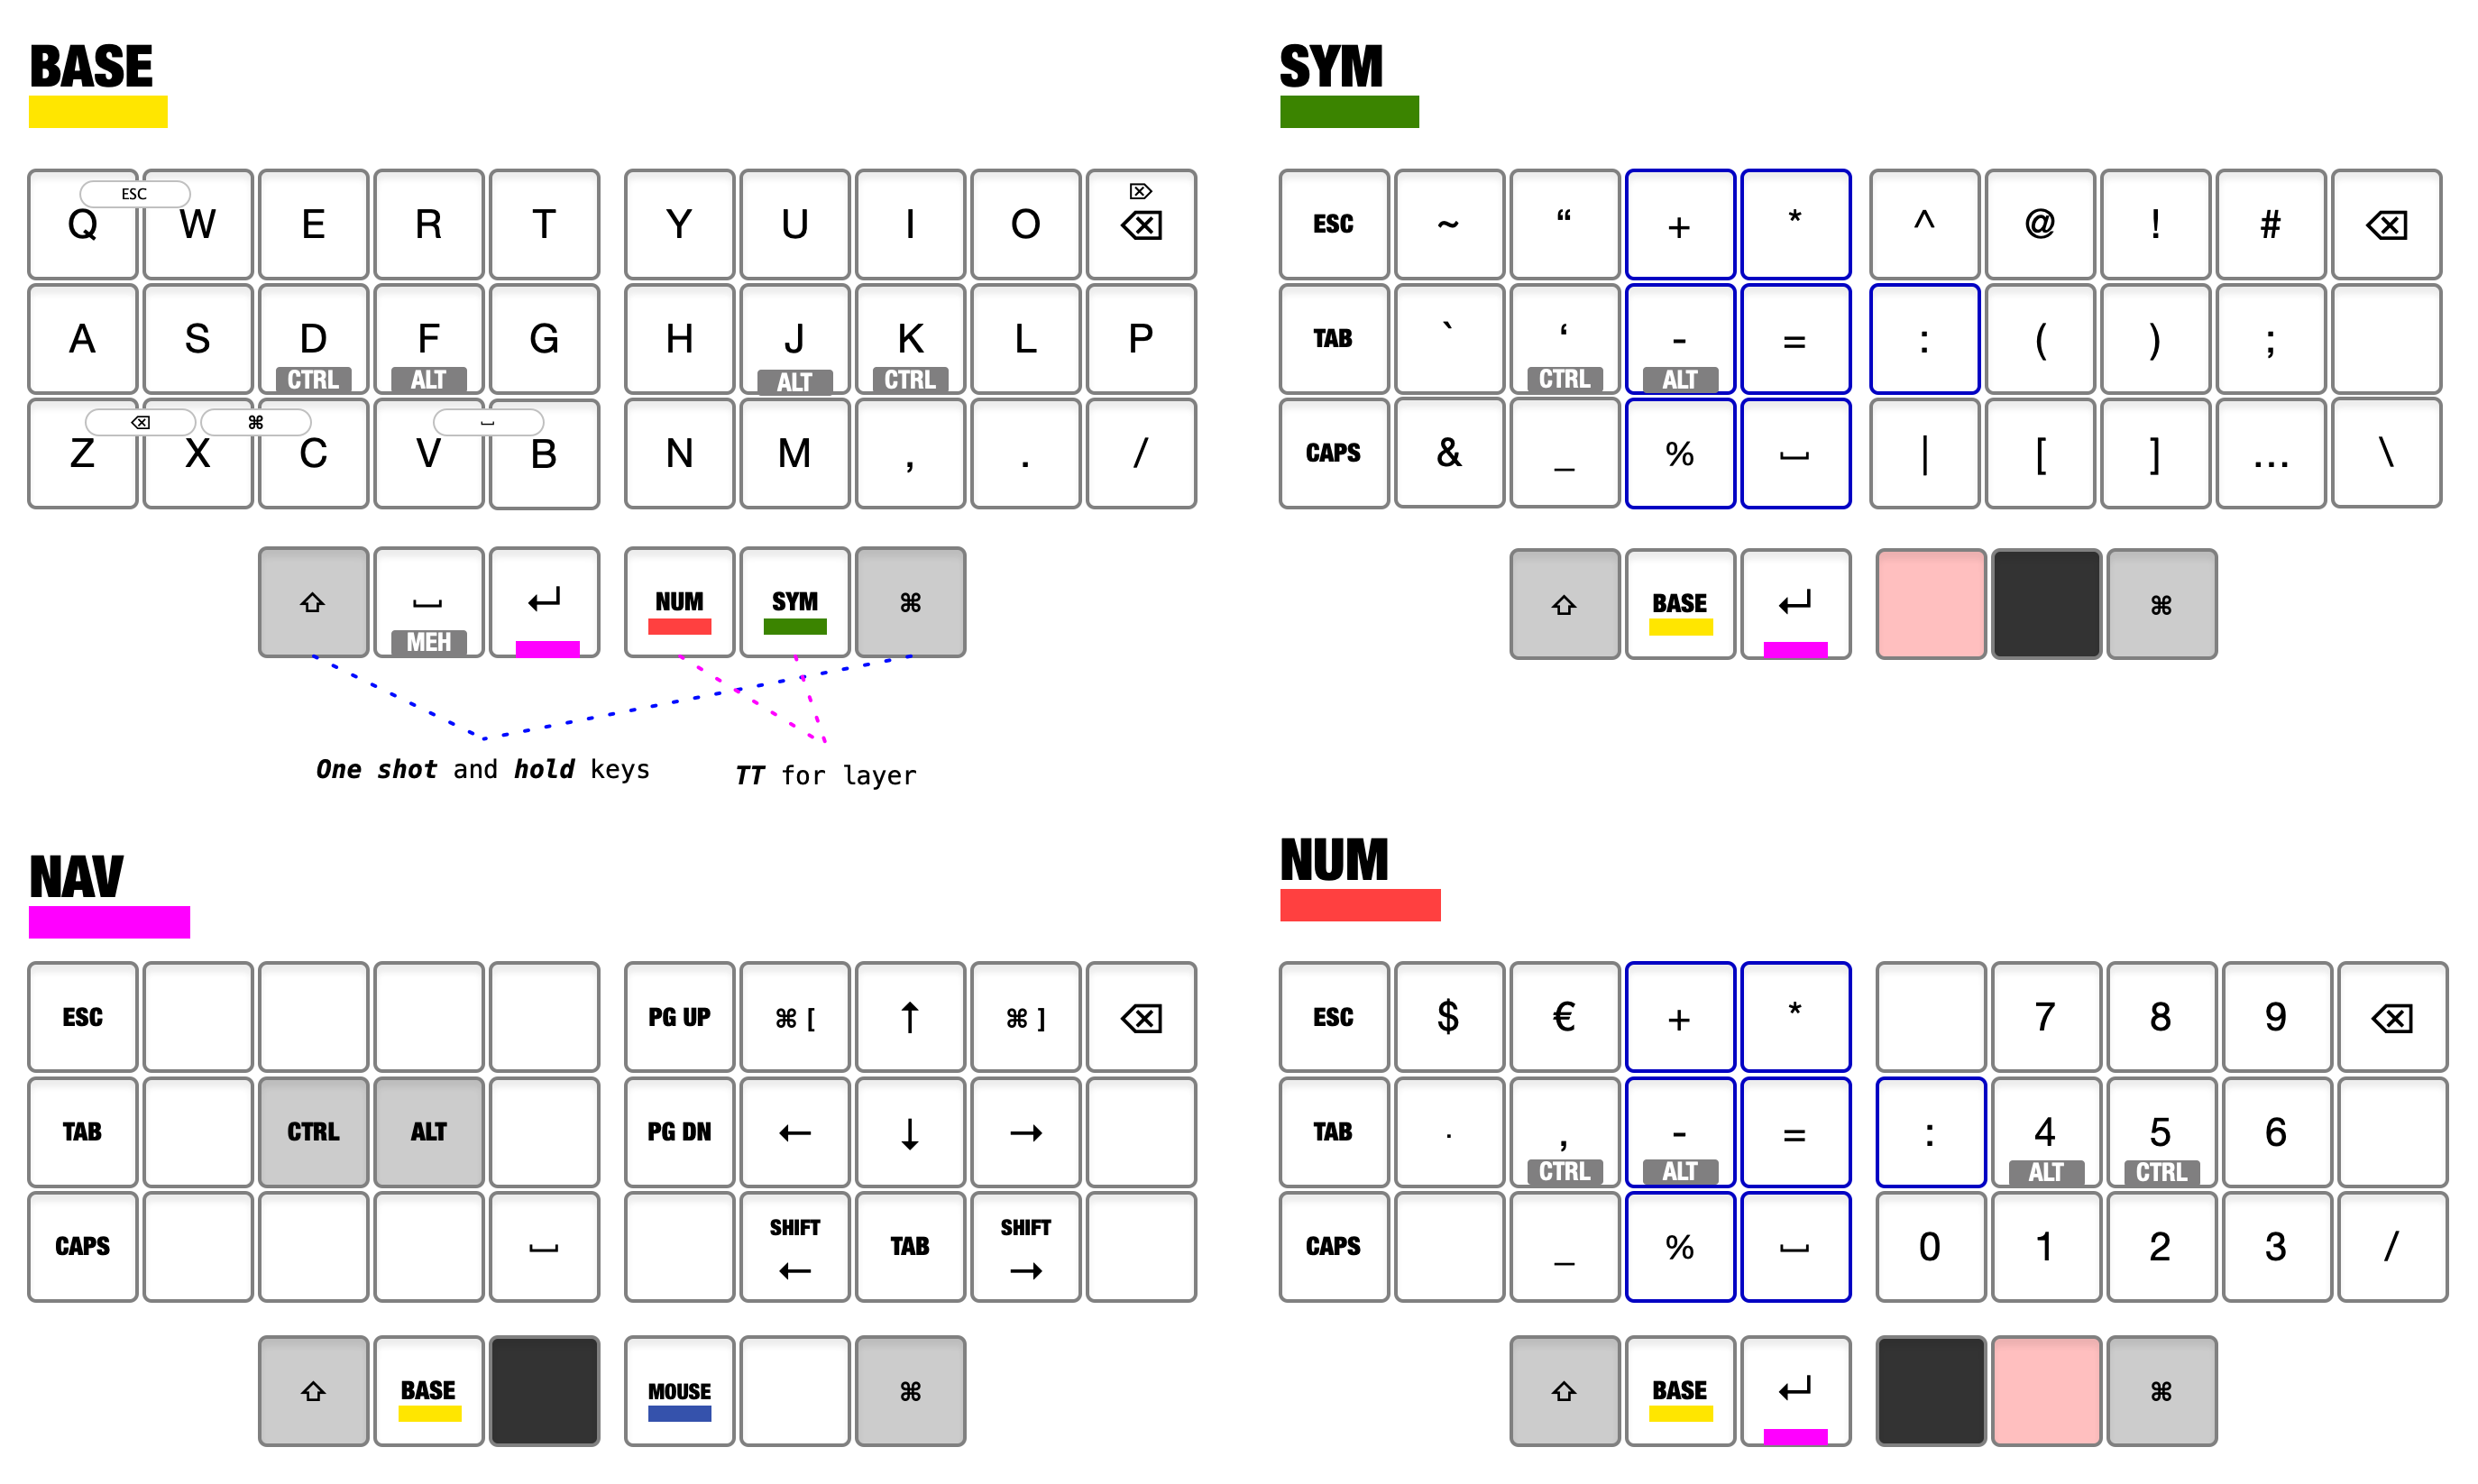 BASE
ESC
Q W E R T Y U I O ⌦ ⌫
A S D F G H J K L P
CTRL ALT ALT CTRL
⌫ ⌘ ⎵
Z X C V B N M , . /
⇧ ⎵ ↵ NUM SYM ⌘
MEH
One shot and hold keys
TT for layer
SYM
ESC ~ “ + * ^ @ ! # ⌫
TAB ` ‘ - = : ( ) ;
CTRL ALT
CAPS & _ % ⎵ | [ ] ... \
⇧ BASE ↵ ⌘
NAV
ESC PG UP ⌘ [ ↑ ⌘ ] ⌫
TAB CTRL ALT PG DN ← ↓ →
CAPS ⎵ SHIFT ← TAB SHIFT →
⇧ BASE MOUSE ⌘
NUM
ESC $ € + * 7 8 9 ⌫
TAB . , - = : 4 5 6
CTRL ALT ALT CTRL
CAPS _ % ⎵ 0 1 2 3 /
⇧ BASE ↵ ⌘